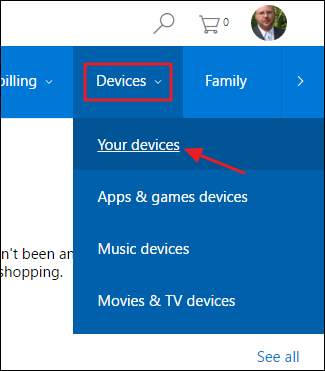 0
billing Devices Family
Your devices
Apps & games devices
n't been an
shopping.
Music devices
Movies & TV devices
See all